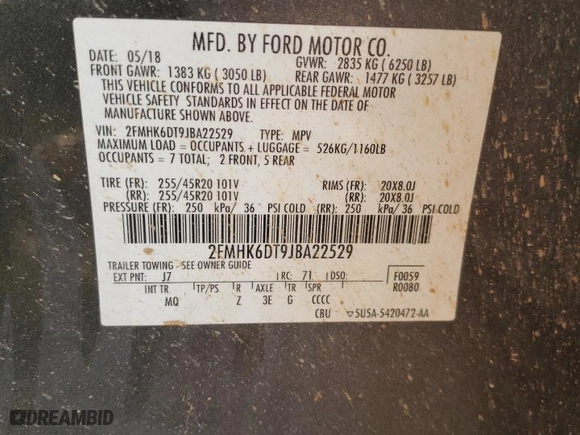 MFD. BY FORD MOTOR CO.
DATE: 05/18 GVWR: 2835 KG ( 6250 LB)
FRONT GAWR: 1383 KG ( 3050 LB) REAR GAWR: 1477 KG ( 3257 LB)
THIS VEHICLE CONFORMS TO ALL APPLICABLE FEDERAL MOTOR
VEHICLE SAFETY STANDARDS IN EFFECT ON THE DATE OF MANUFACTURE
SHOWN ABOVE.
VIN: 2FMHK6DT9JBA22529 TYPE: MPV
MAXIMUM LOAD = OCCUPANTS + LUGGAGE = 526KG/1160LB
OCCUPANTS = 7 TOTAL; 2 FRONT, 5 REAR
TIRE (FR): 255/45R20 101V RIMS (FR): 20X8.0J
(RR): 255/45R20 101V (RR): 20X8.0J
PRESSURE (FR): 250 kPa/ 36 PSI COLD (RR): 250 kPa/ 36 PSI COLD
2FMHK6DT9JBA22529
TRAILER TOWING - SEE OWNER GUIDE
EXT PNT: J7 RC: 71 DSO: F0059
INT TR TP/PS R AXLE TR SPR R0080
MQ Z 3E G CCCC
CBU ▽5U5A-5420472-AA
DREAMBID